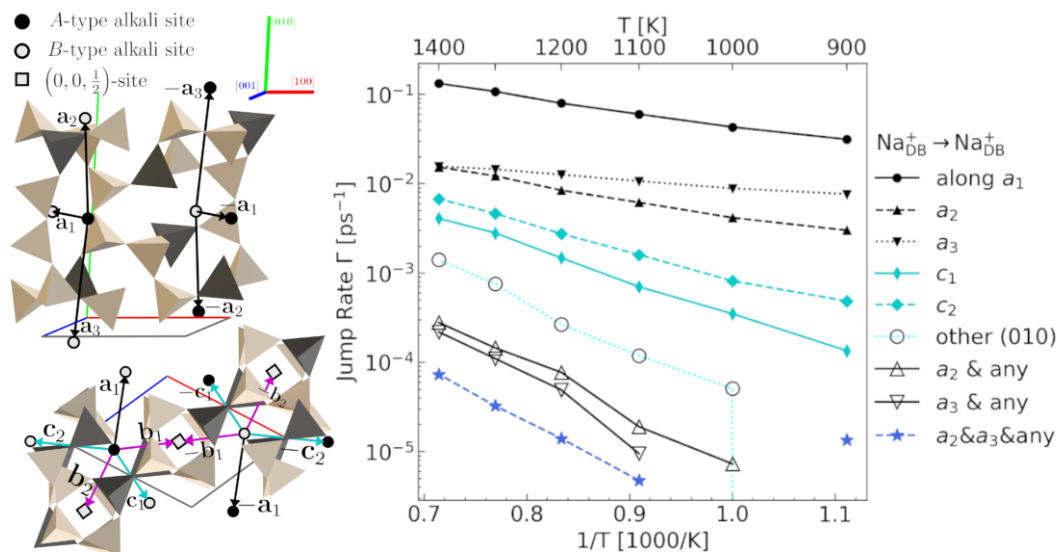 A-type alkali site
B-type alkali site
(0, 0, 1/2)-site
[010]
[001]
[100]
−a₃
a₂
a₁
−a₁
a₃
−a₂
a₁
−c₁
−b₂
c₂
b₁
−b₁
−c₂
b₂
c₁
−a₁
T [K]
1400 1200 1100 1000 900
Jump Rate Γ [ps⁻¹]
10⁻¹
10⁻²
10⁻³
10⁻⁴
10⁻⁵
0.7 0.8 0.9 1.0 1.1
1/T [1000/K]
Na⁺DB → Na⁺DB
along a₁
a₂
a₃
c₁
c₂
other (010)
a₂ & any
a₃ & any
a₂&a₃&any